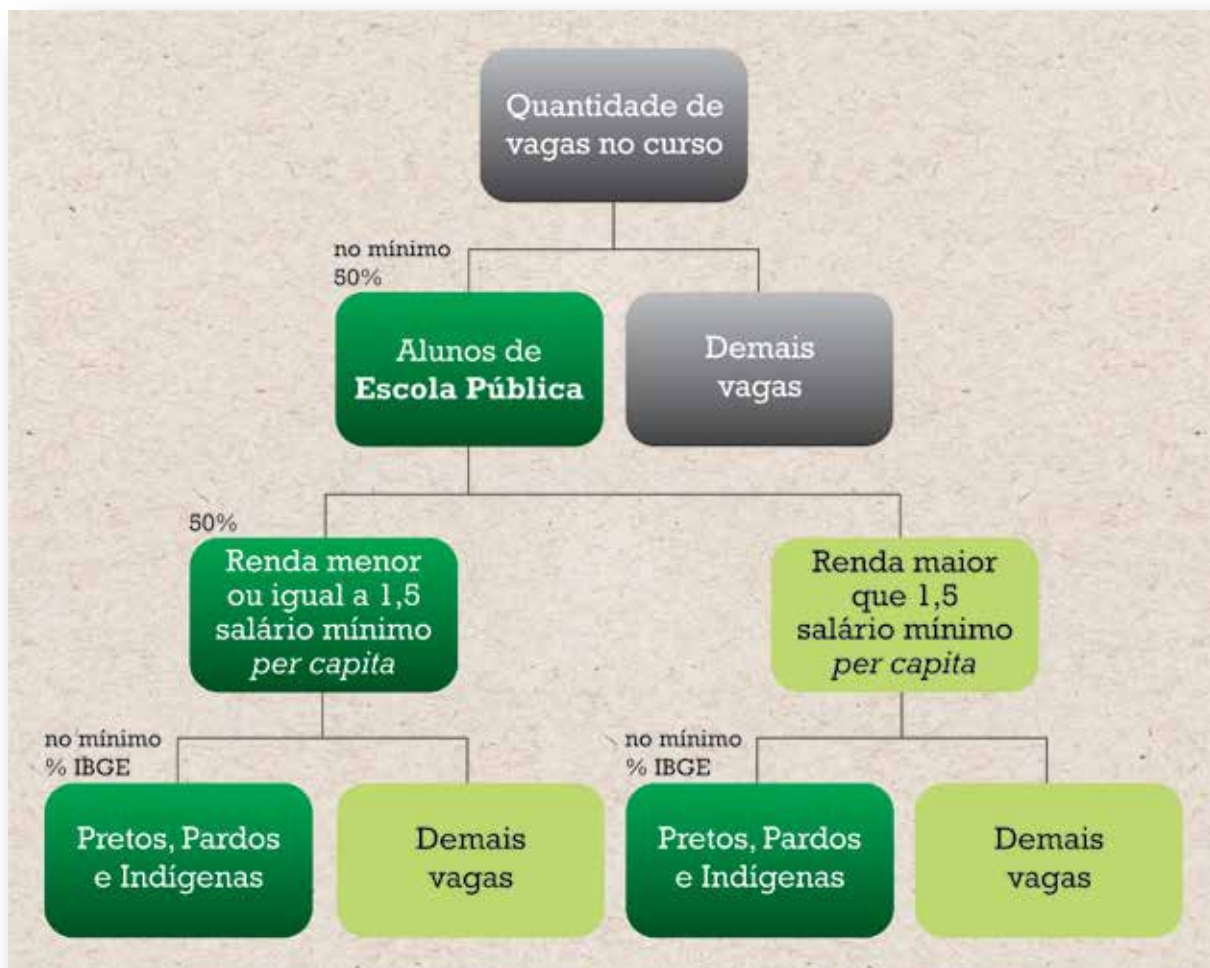 Quantidade de
vagas no curso
no mínimo
50%
Alunos de
Escola Pública
Demais
vagas
50%
Renda menor
ou igual a 1,5
salário mínimo
per capita
Renda maior
que 1,5
salário mínimo
per capita
no mínimo
% IBGE
Pretos, Pardos
e Indígenas
Demais
vagas
no mínimo
% IBGE
Pretos, Pardos
e Indígenas
Demais
vagas